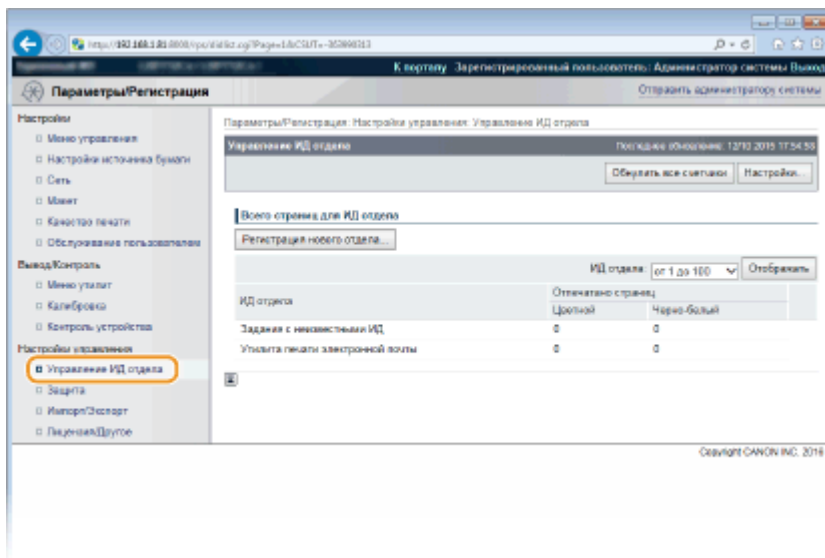 К порталу Зарегистрированный пользователь: Администратор системы Выход
Параметры/Регистрация
Отправить администратору системы
Настройки
Меню управления
Настройки источника бумаги
Сеть
Макет
Качество печати
Обслуживание пользователем
Вывод/Контроль
Меню утилит
Калибровка
Контроль устройства
Настройки управления
Управление ИД отдела
Защита
Импорт/Экспорт
Лицензия/Другое
Параметры/Регистрация: Настройки управления: Управление ИД отдела
Управление ИД отдела
Последнее обновление: 12/10 2015 17:54:58
Обнулить все счетчики
Настройки...
Всего страниц для ИД отдела
Регистрация нового отдела...
ИД отдела: от 1 до 100 Отображать
ИД отдела
Отпечатано страниц
Цветной Черно-белый
Задания с неизвестными ИД 0 0
Утилита печати электронной почты 0 0
Copyright CANON INC. 2016